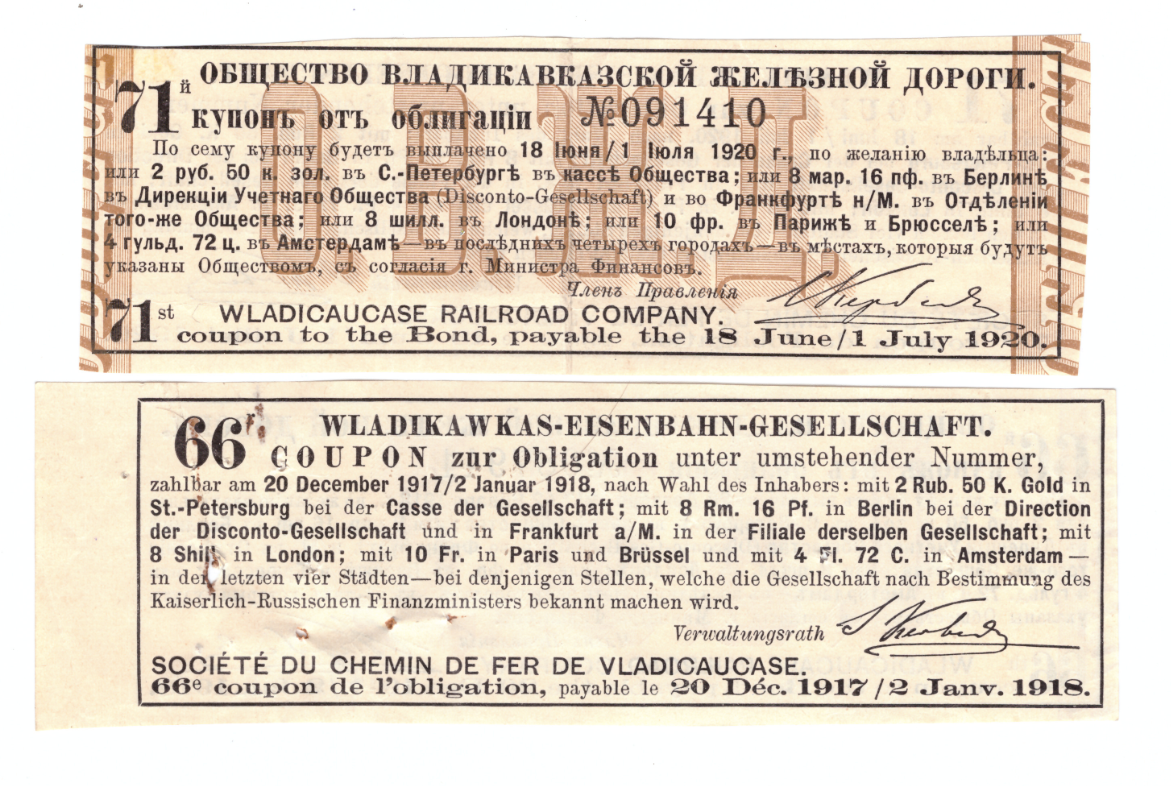 71й ОБЩЕСТВО ВЛАДИКАВКАЗСКОЙ ЖЕЛѢЗНОЙ ДОРОГИ.
купонъ отъ облигаціи №091410
По сему купону будетъ выплачено 18 Іюня/1 Іюля 1920 г., по желанію владѣльца:
или 2 руб. 50 к. зол. въ С.-Петербургѣ въ кассѣ Общества; или 8 мар. 16 пф. въ Берлинѣ
въ Дирекціи Учетнаго Общества (Disconto-Gesellschaft) и во Франкфуртѣ н/М. въ Отдѣленіи
того-же Общества; или 8 шилл. въ Лондонѣ; или 10 фр. въ Парижѣ и Брюсселѣ; или
4 гульд. 72 ц. въ Амстердамѣ—въ послѣднихъ четырехъ городахъ—въ мѣстахъ, которыя будутъ
указаны Обществомъ, съ согласія г. Министра Финансовъ.
Членъ Правленія
О.В.Ж.Д.
71st WLADICAUCASE RAILROAD COMPANY.
coupon to the Bond, payable the 18 June/1 July 1920.
66r WLADIKAWKAS-EISENBAHN-GESELLSCHAFT.
COUPON zur Obligation unter umstehender Nummer,
zahlbar am 20 December 1917/2 Januar 1918, nach Wahl des Inhabers: mit 2 Rub. 50 K. Gold in
St.-Petersburg bei der Casse der Gesellschaft; mit 8 Rm. 16 Pf. in Berlin bei der Direction
der Disconto-Gesellschaft und in Frankfurt a/M. in der Filiale derselben Gesellschaft; mit
8 Shill. in London; mit 10 Fr. in Paris und Brüssel und mit 4 Fl. 72 C. in Amsterdam—
in den letzten vier Städten—bei denjenigen Stellen, welche die Gesellschaft nach Bestimmung des
Kaiserlich-Russischen Finanzministers bekannt machen wird.
Verwaltungsrath
SOCIÉTÉ DU CHEMIN DE FER DE VLADICAUCASE.
66e coupon de l'obligation, payable le 20 Déc. 1917/2 Janv. 1918.